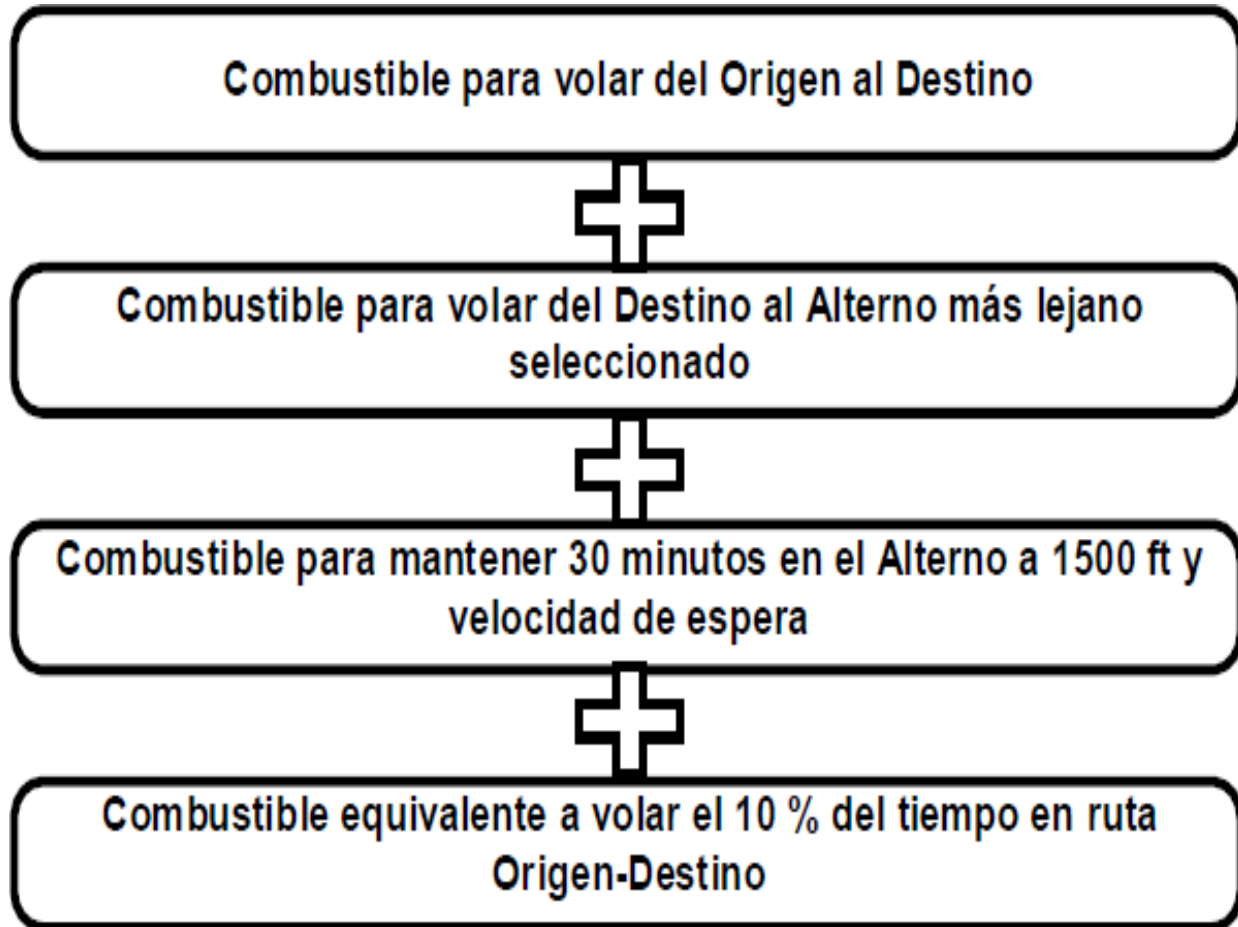 Combustible para volar del Origen al Destino
Combustible para volar del Destino al Alterno más lejano
seleccionado
Combustible para mantener 30 minutos en el Alterno a 1500 ft y
velocidad de espera
Combustible equivalente a volar el 10 % del tiempo en ruta
Origen-Destino